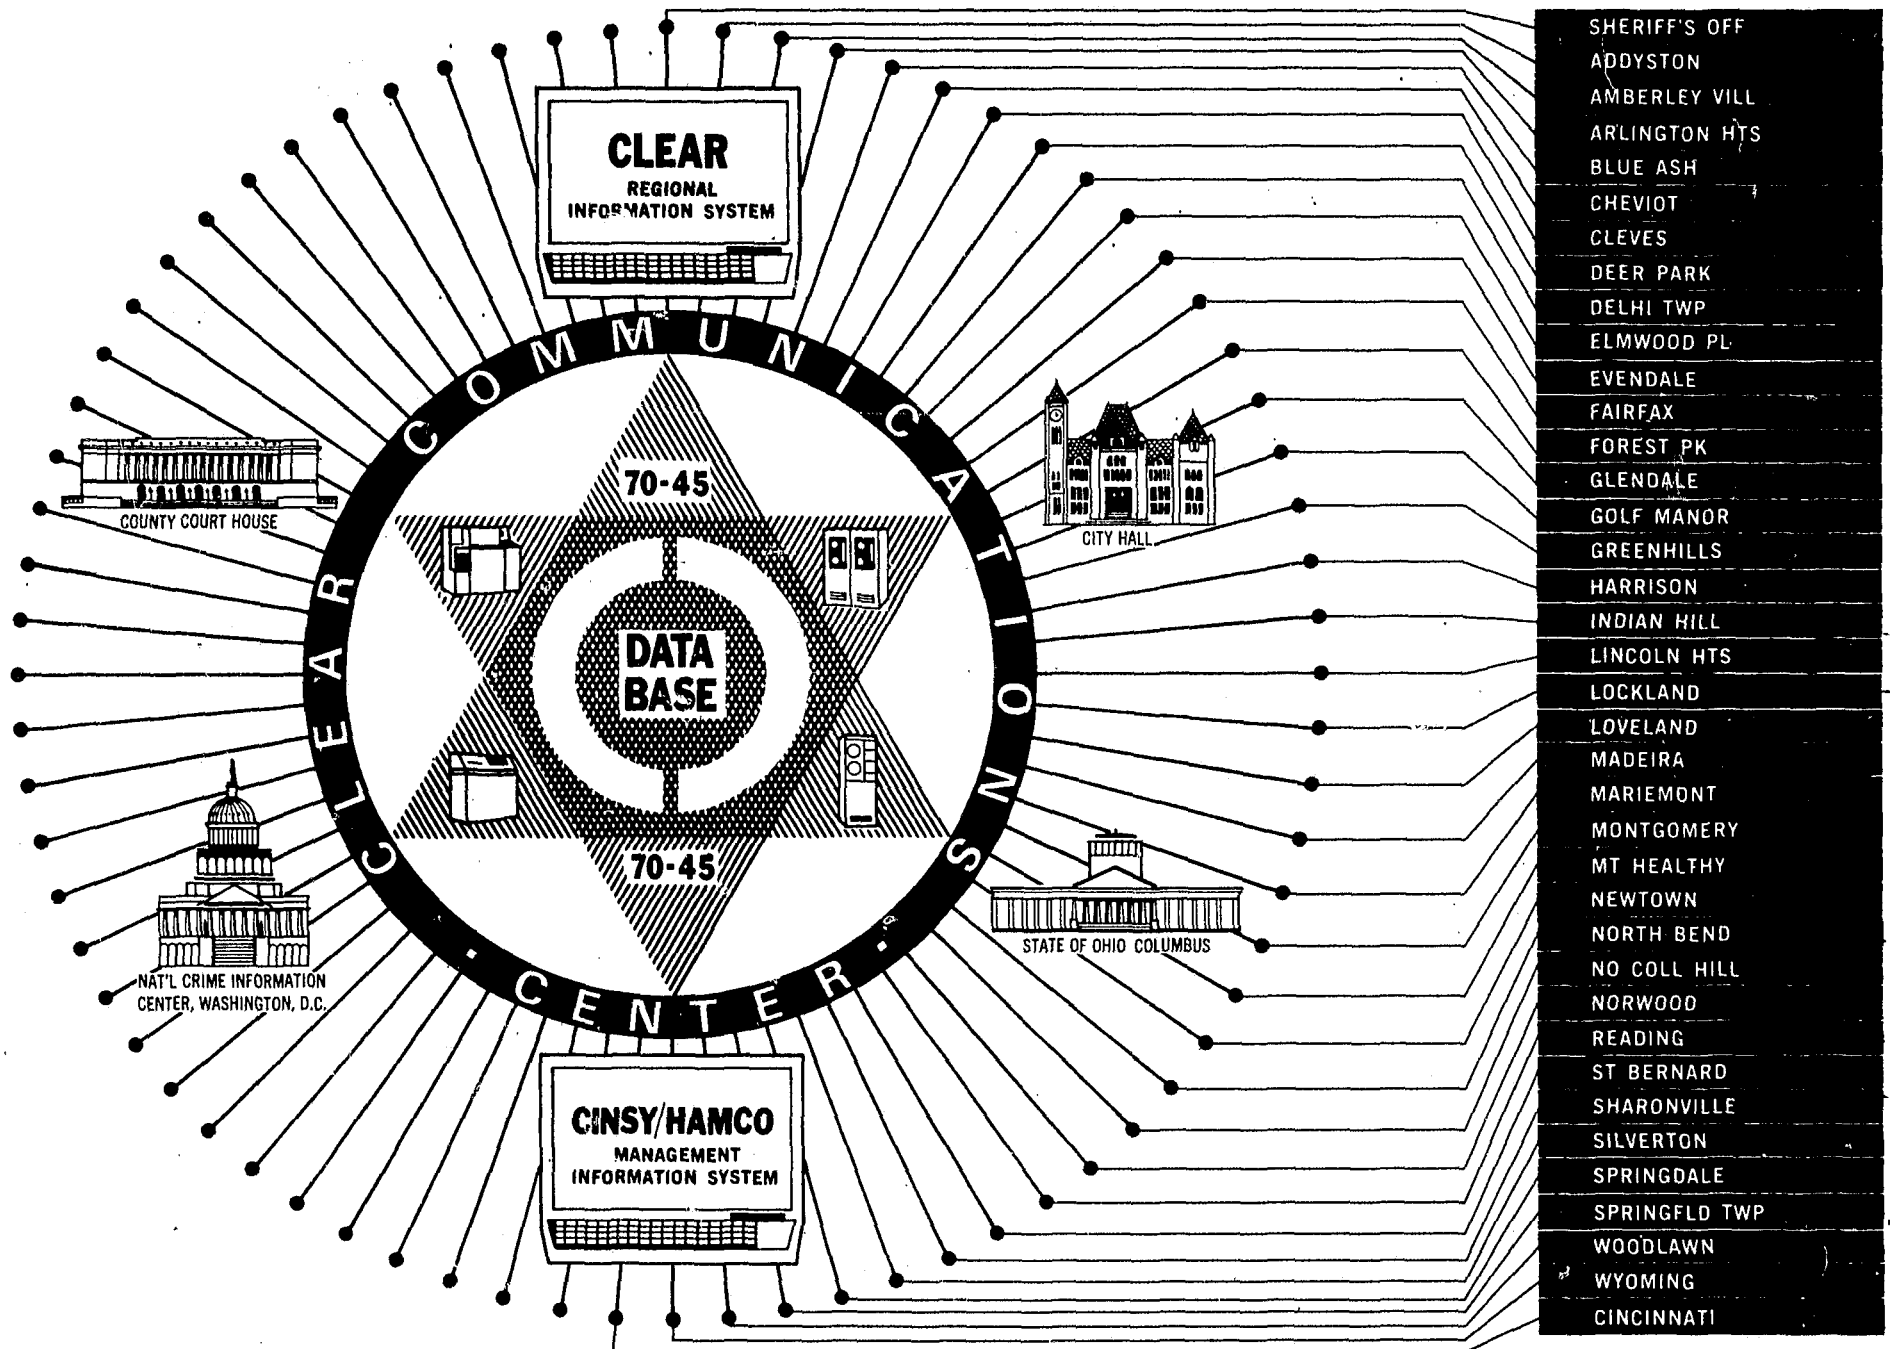 CLEAR
REGIONAL
INFORMATION SYSTEM
CLEAR COMMUNICATIONS
· CENTER ·
70-45
DATA
BASE
70-45
COUNTY COURT HOUSE
CITY HALL
NAT'L CRIME INFORMATION
CENTER, WASHINGTON, D.C.
STATE OF OHIO COLUMBUS
CINSY/HAMCO
MANAGEMENT
INFORMATION SYSTEM
SHERIFF'S OFF
ADDYSTON
AMBERLEY VILL
ARLINGTON HTS
BLUE ASH
CHEVIOT
CLEVES
DEER PARK
DELHI TWP
ELMWOOD PL
EVENDALE
FAIRFAX
FOREST PK
GLENDALE
GOLF MANOR
GREENHILLS
HARRISON
INDIAN HILL
LINCOLN HTS
LOCKLAND
LOVELAND
MADEIRA
MARIEMONT
MONTGOMERY
MT HEALTHY
NEWTOWN
NORTH BEND
NO COLL HILL
NORWOOD
READING
ST BERNARD
SHARONVILLE
SILVERTON
SPRINGDALE
SPRINGFLD TWP
WOODLAWN
WYOMING
CINCINNATI